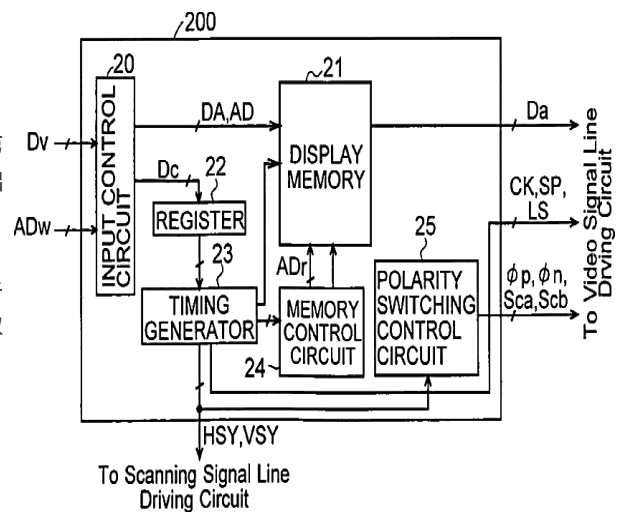 200
20
21
Dv
ADw
INPUT CONTROL
CIRCUIT
DA,AD
Dc
22
REGISTER
23
TIMING
GENERATOR
DISPLAY
MEMORY
ADr
MEMORY
CONTROL
CIRCUIT
24
25
POLARITY
SWITCHING
CONTROL
CIRCUIT
Da
CK,SP,
LS
ϕp,ϕn,
Sca,Scb
To Video Signal Line
Driving Circuit
HSY,VSY
To Scanning Signal Line
Driving Circuit